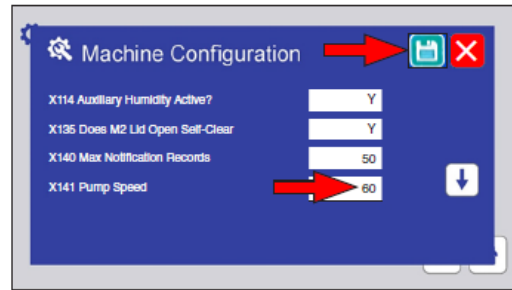 Machine Configuration
X114 Auxiliary Humidity Active? Y
X135 Does M2 Lid Open Self-Clear Y
X140 Max Notification Records 50
X141 Pump Speed 60